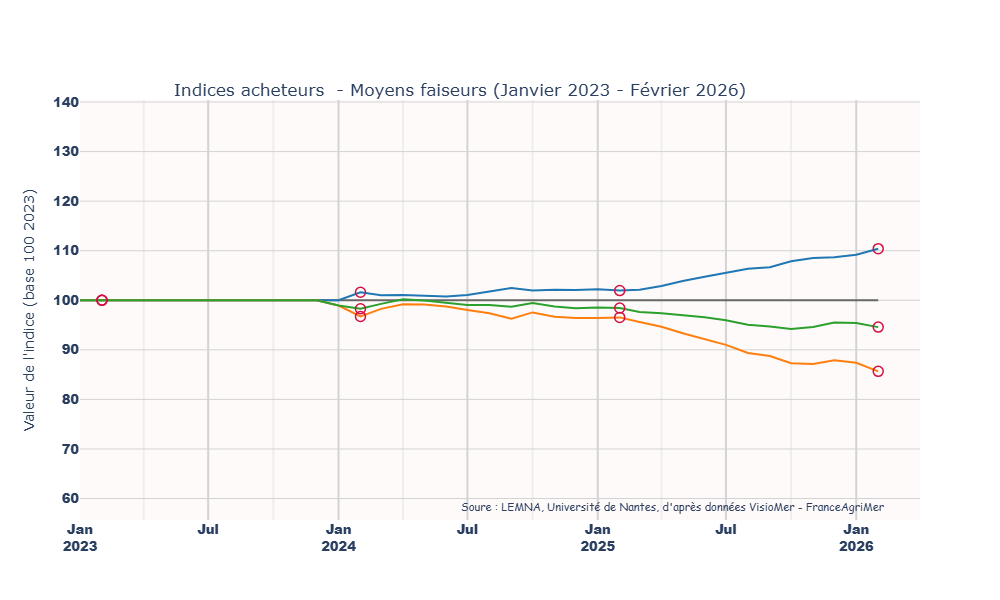 Indices acheteurs  - Moyens faiseurs (Janvier 2023 - Février 2026)
Valeur de l'indice (base 100 2023)
140
130
120
110
100
90
80
70
60
Soure : LEMNA, Université de Nantes, d'après données VisioMer - FranceAgriMer
Jan Jul Jan Jul Jan Jul Jan
2023 2024 2025 2026